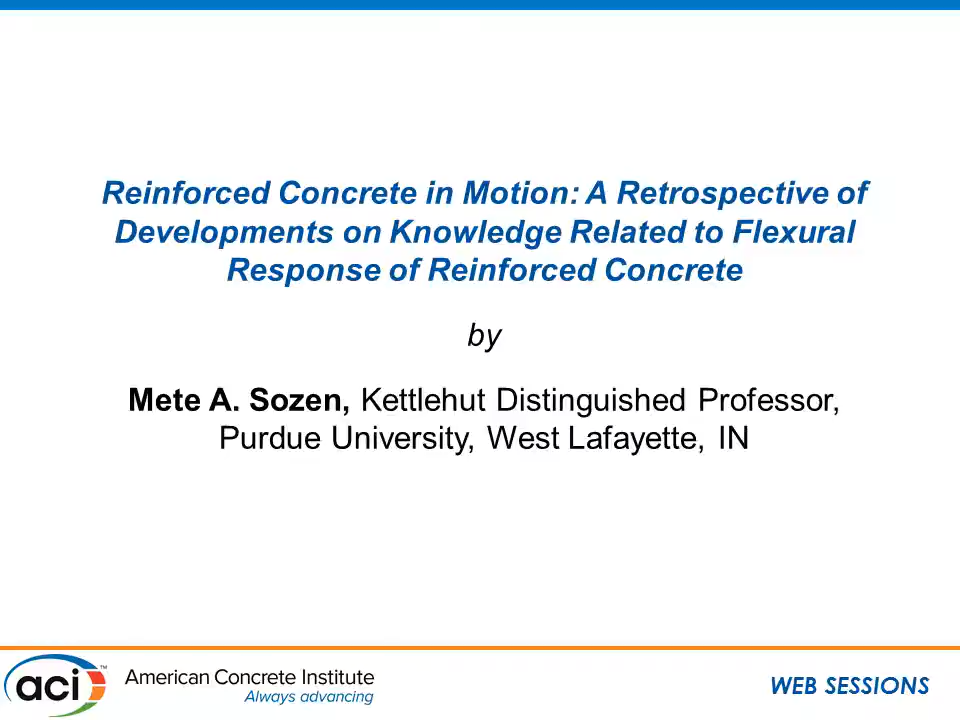 Reinforced Concrete in Motion: A Retrospective of
Developments on Knowledge Related to Flexural
Response of Reinforced Concrete
by
Mete A. Sozen, Kettlehut Distinguished Professor,
Purdue University, West Lafayette, IN
aci™
American Concrete Institute
Always advancing
WEB SESSIONS